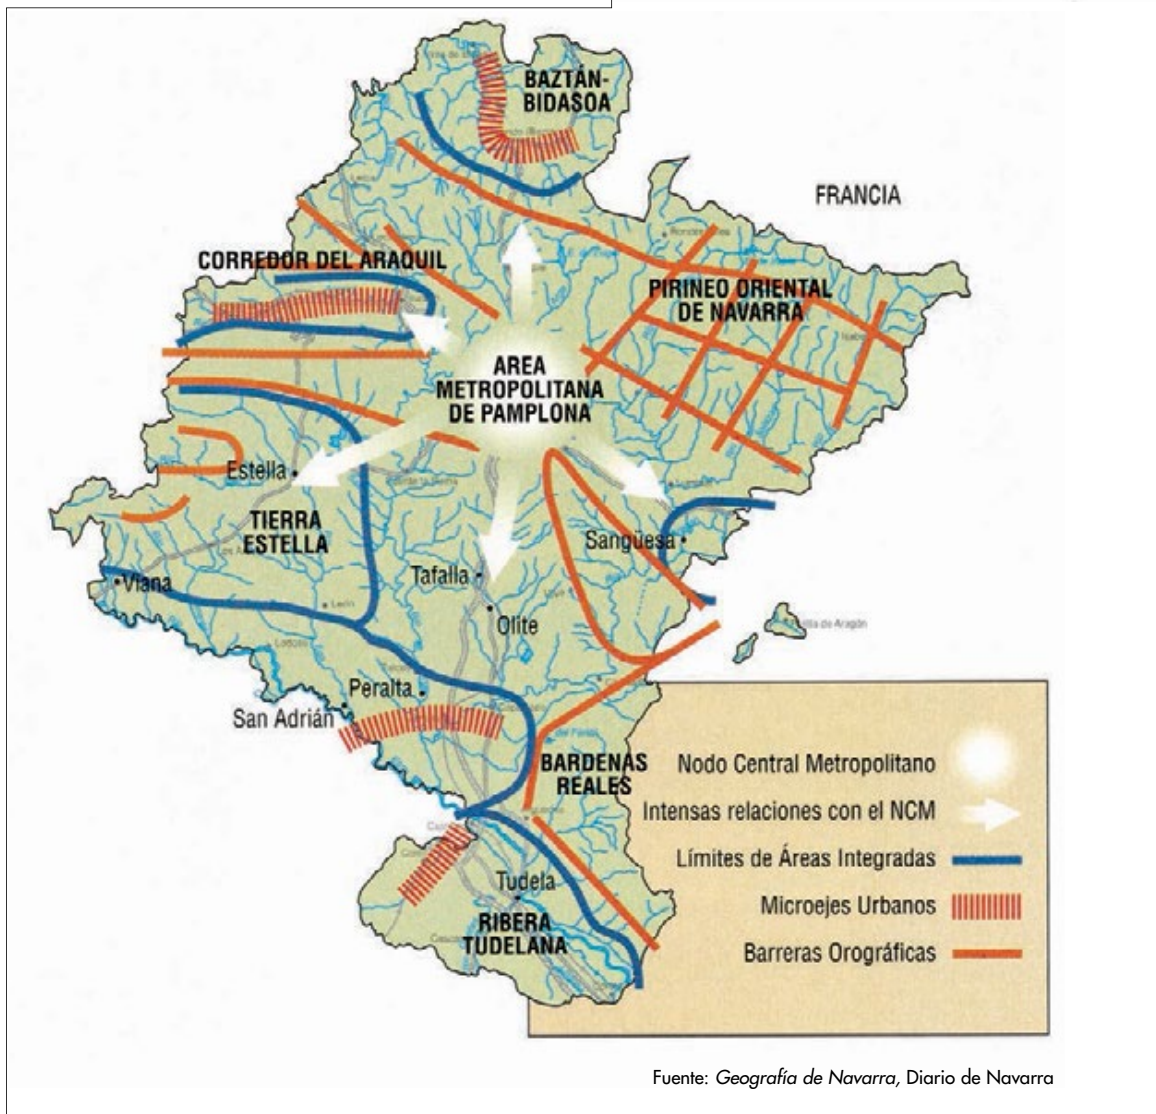 BAZTÁN-
BIDASOA
FRANCIA
CORREDOR DEL ARAQUIL
PIRINEO ORIENTAL
DE NAVARRA
AREA
METROPOLITANA
DE PAMPLONA
Estella
TIERRA
ESTELLA
Sangüesa
Tafalla
Viana
Olite
Peralta
San Adrián
BARDENAS
REALES
Tudela
RIBERA
TUDELANA
Nodo Central Metropolitano
Intensas relaciones con el NCM
Límites de Áreas Integradas
Microejes Urbanos
Barreras Orográficas
Fuente: Geografía de Navarra, Diario de Navarra